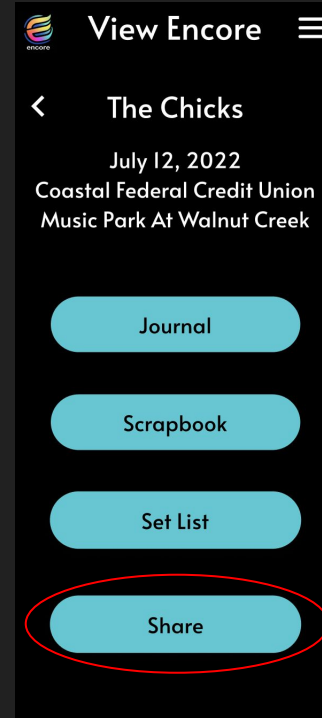 encore
View Encore
The Chicks
July 12, 2022
Coastal Federal Credit Union
Music Park At Walnut Creek
Journal
Scrapbook
Set List
Share